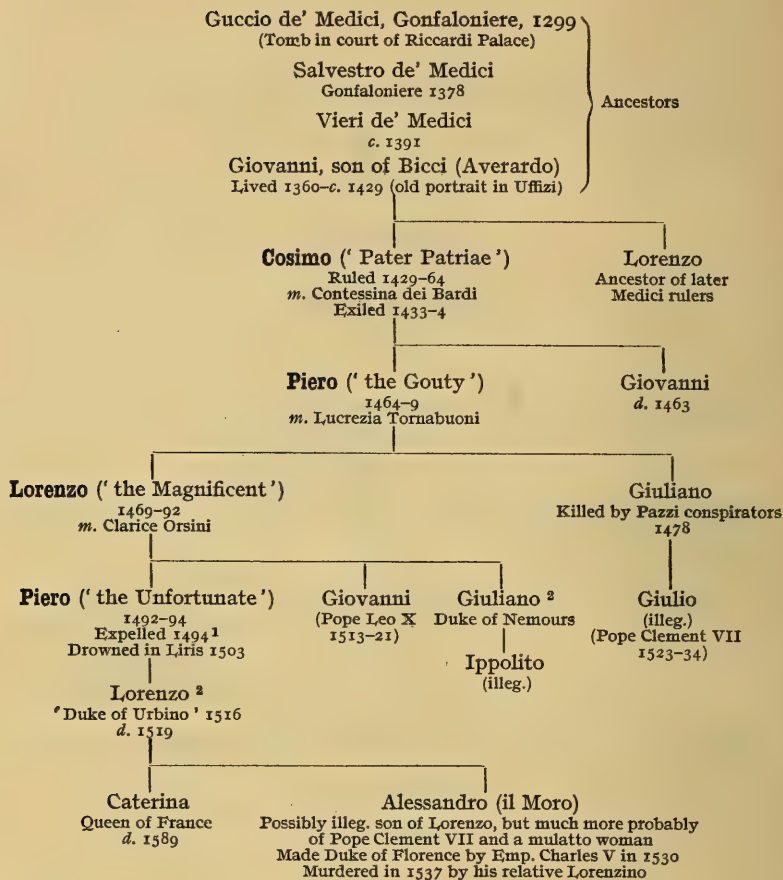 Guccio de' Medici, Gonfaloniere, 1299
(Tomb in court of Riccardi Palace)
Salvestro de' Medici
Gonfaloniere 1378
Vieri de' Medici
c. 1391
Giovanni, son of Bicci (Averardo)
Lived 1360–c. 1429 (old portrait in Uffizi)
Ancestors
Cosimo (' Pater Patriae ')
Ruled 1429–64
m. Contessina dei Bardi
Exiled 1433–4
Lorenzo
Ancestor of later
Medici rulers
Piero (' the Gouty ')
1464–9
m. Lucrezia Tornabuoni
Giovanni
d. 1463
Lorenzo (' the Magnificent ')
1469–92
m. Clarice Orsini
Giuliano
Killed by Pazzi conspirators
1478
Piero (' the Unfortunate ')
1492–94
Expelled 1494¹
Drowned in Liris 1503
Giovanni
(Pope Leo X
1513–21)
Giuliano ²
Duke of Nemours
Ippolito
(illeg.)
Giulio
(illeg.)
(Pope Clement VII
1523–34)
Lorenzo ²
' Duke of Urbino ' 1516
d. 1519
Caterina
Queen of France
d. 1589
Alessandro (il Moro)
Possibly illeg. son of Lorenzo, but much more probably
of Pope Clement VII and a mulatto woman
Made Duke of Florence by Emp. Charles V in 1530
Murdered in 1537 by his relative Lorenzino